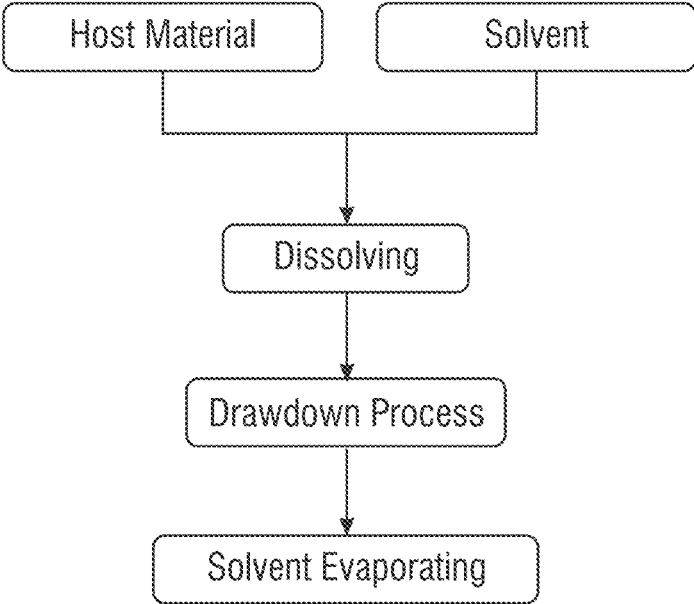 Host Material
Solvent
Dissolving
Drawdown Process
Solvent Evaporating